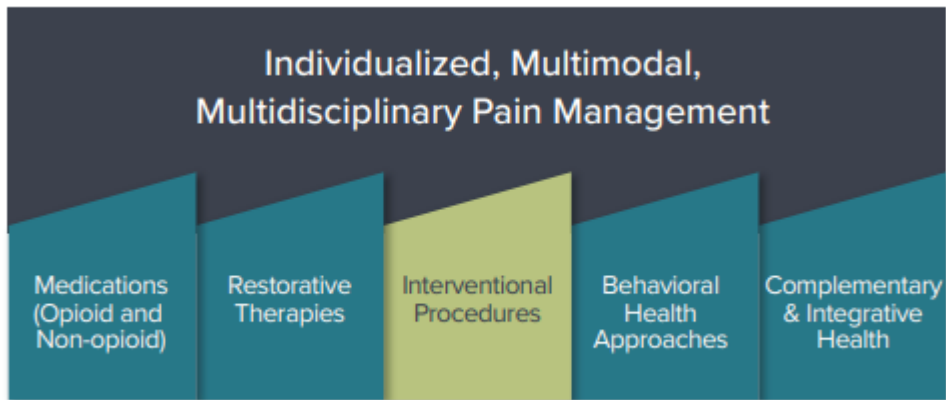 Individualized, Multimodal,
Multidisciplinary Pain Management
Medications
(Opioid and
Non-opioid)
Restorative
Therapies
Interventional
Procedures
Behavioral
Health
Approaches
Complementary
& Integrative
Health